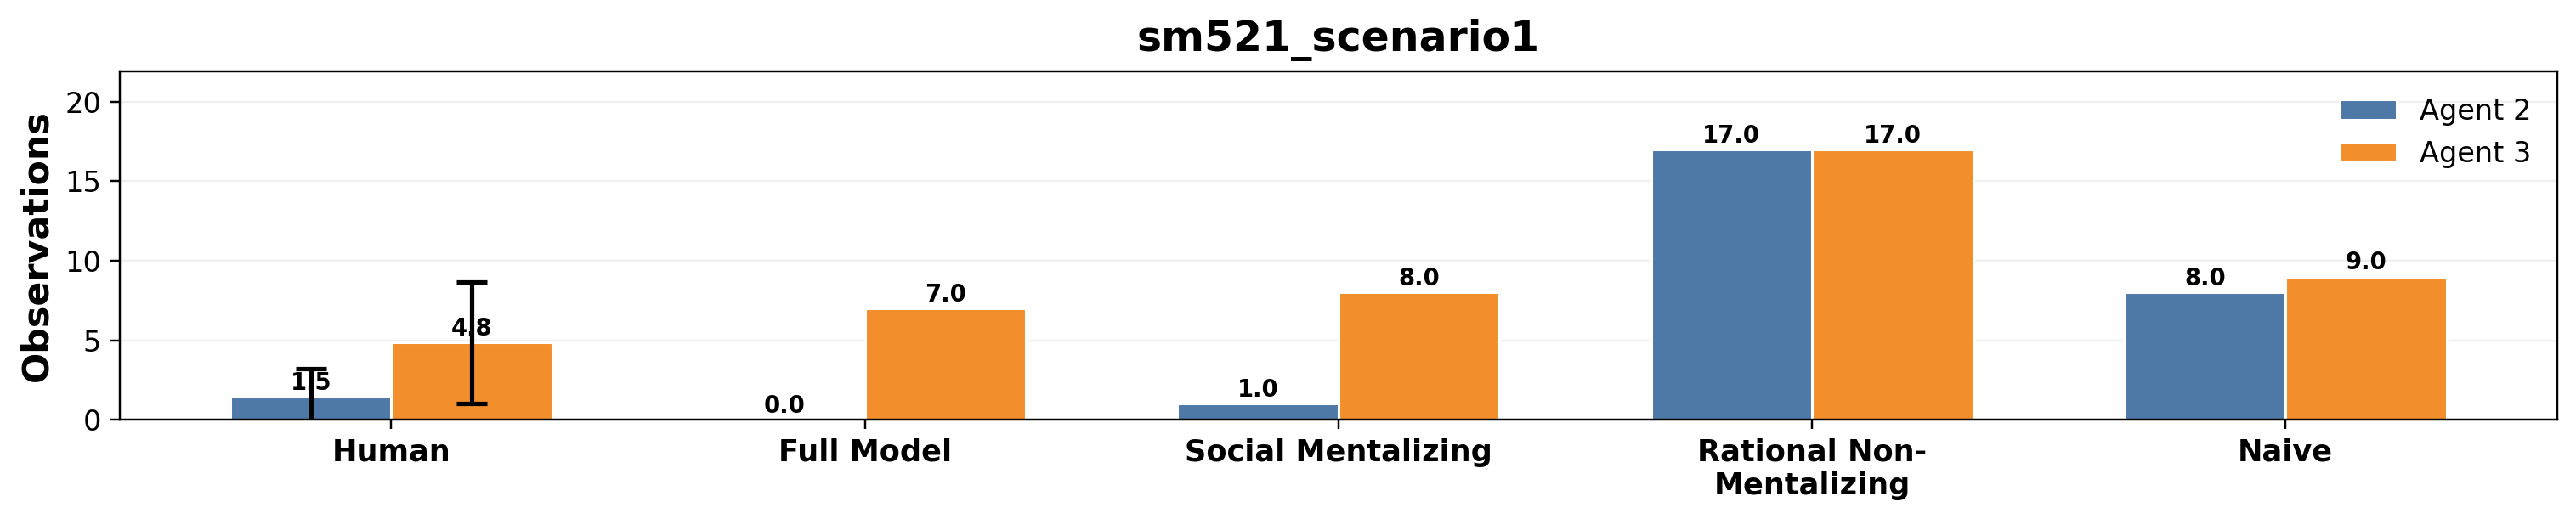 sm521_scenario1
Observations
20
15
10
5
0
Agent 2
Agent 3
1.5
4.8
0.0
7.0
1.0
8.0
17.0
17.0
8.0
9.0
Human
Full Model
Social Mentalizing
Rational Non-
Mentalizing
Naive